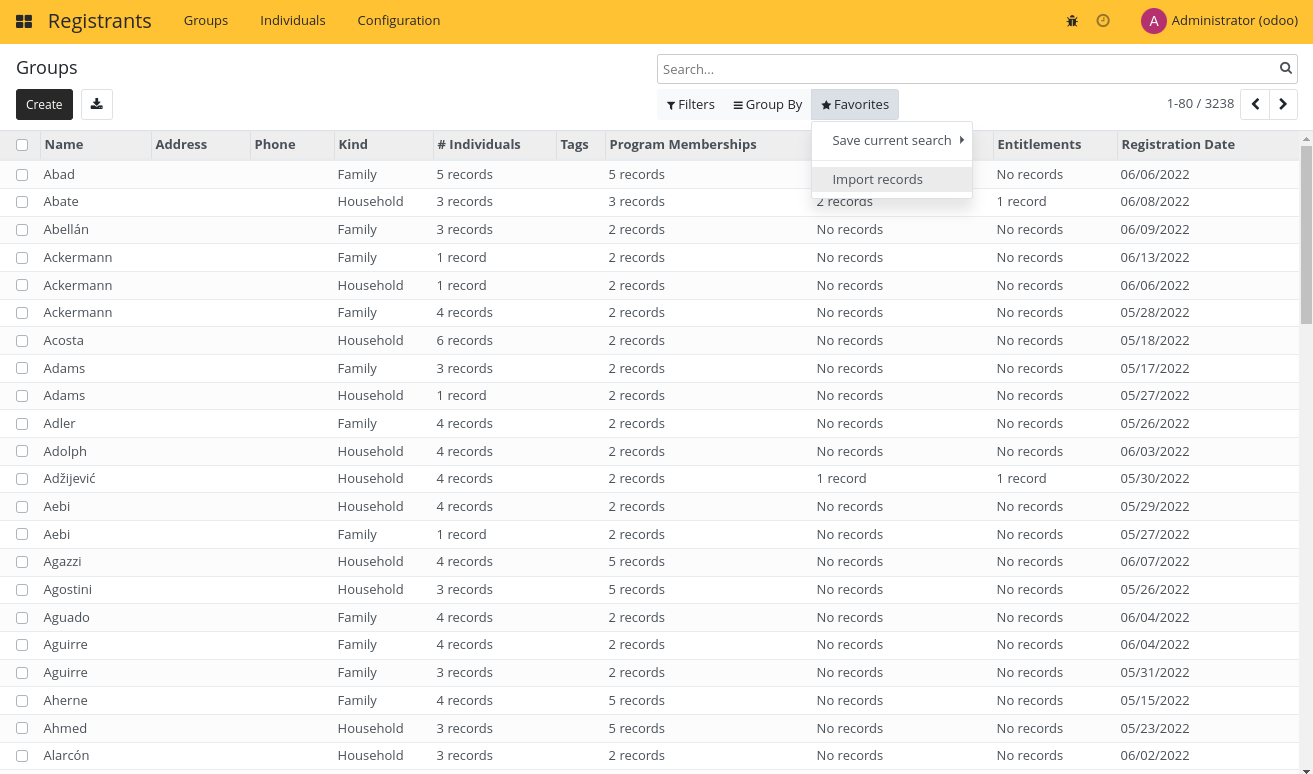 Registrants Groups Individuals Configuration A Administrator (odoo)
Groups Search...
Create Filters Group By Favorites 1-80 / 3238
Name Address Phone Kind # Individuals Tags Program Memberships Entitlements Registration Date
Save current search
Import records
Abad Family 5 records 5 records No records 06/06/2022
Abate Household 3 records 3 records 2 records 1 record 06/08/2022
Abellán Family 3 records 2 records No records No records 06/09/2022
Ackermann Family 1 record 2 records No records No records 06/13/2022
Ackermann Household 1 record 2 records No records No records 06/06/2022
Ackermann Family 4 records 2 records No records No records 05/28/2022
Acosta Household 6 records 2 records No records No records 05/18/2022
Adams Family 3 records 2 records No records No records 05/17/2022
Adams Household 1 record 2 records No records No records 05/27/2022
Adler Family 4 records 2 records No records No records 05/26/2022
Adolph Household 4 records 2 records No records No records 06/03/2022
Adžijević Household 4 records 2 records 1 record 1 record 05/30/2022
Aebi Household 4 records 2 records No records No records 05/29/2022
Aebi Family 1 record 2 records No records No records 05/27/2022
Agazzi Household 4 records 5 records No records No records 06/07/2022
Agostini Household 3 records 5 records No records No records 05/26/2022
Aguado Family 4 records 2 records No records No records 06/04/2022
Aguirre Family 4 records 2 records No records No records 06/04/2022
Aguirre Family 3 records 2 records No records No records 05/31/2022
Aherne Family 4 records 5 records No records No records 05/15/2022
Ahmed Household 3 records 5 records No records No records 05/23/2022
Alarcón Household 3 records 2 records No records No records 06/02/2022